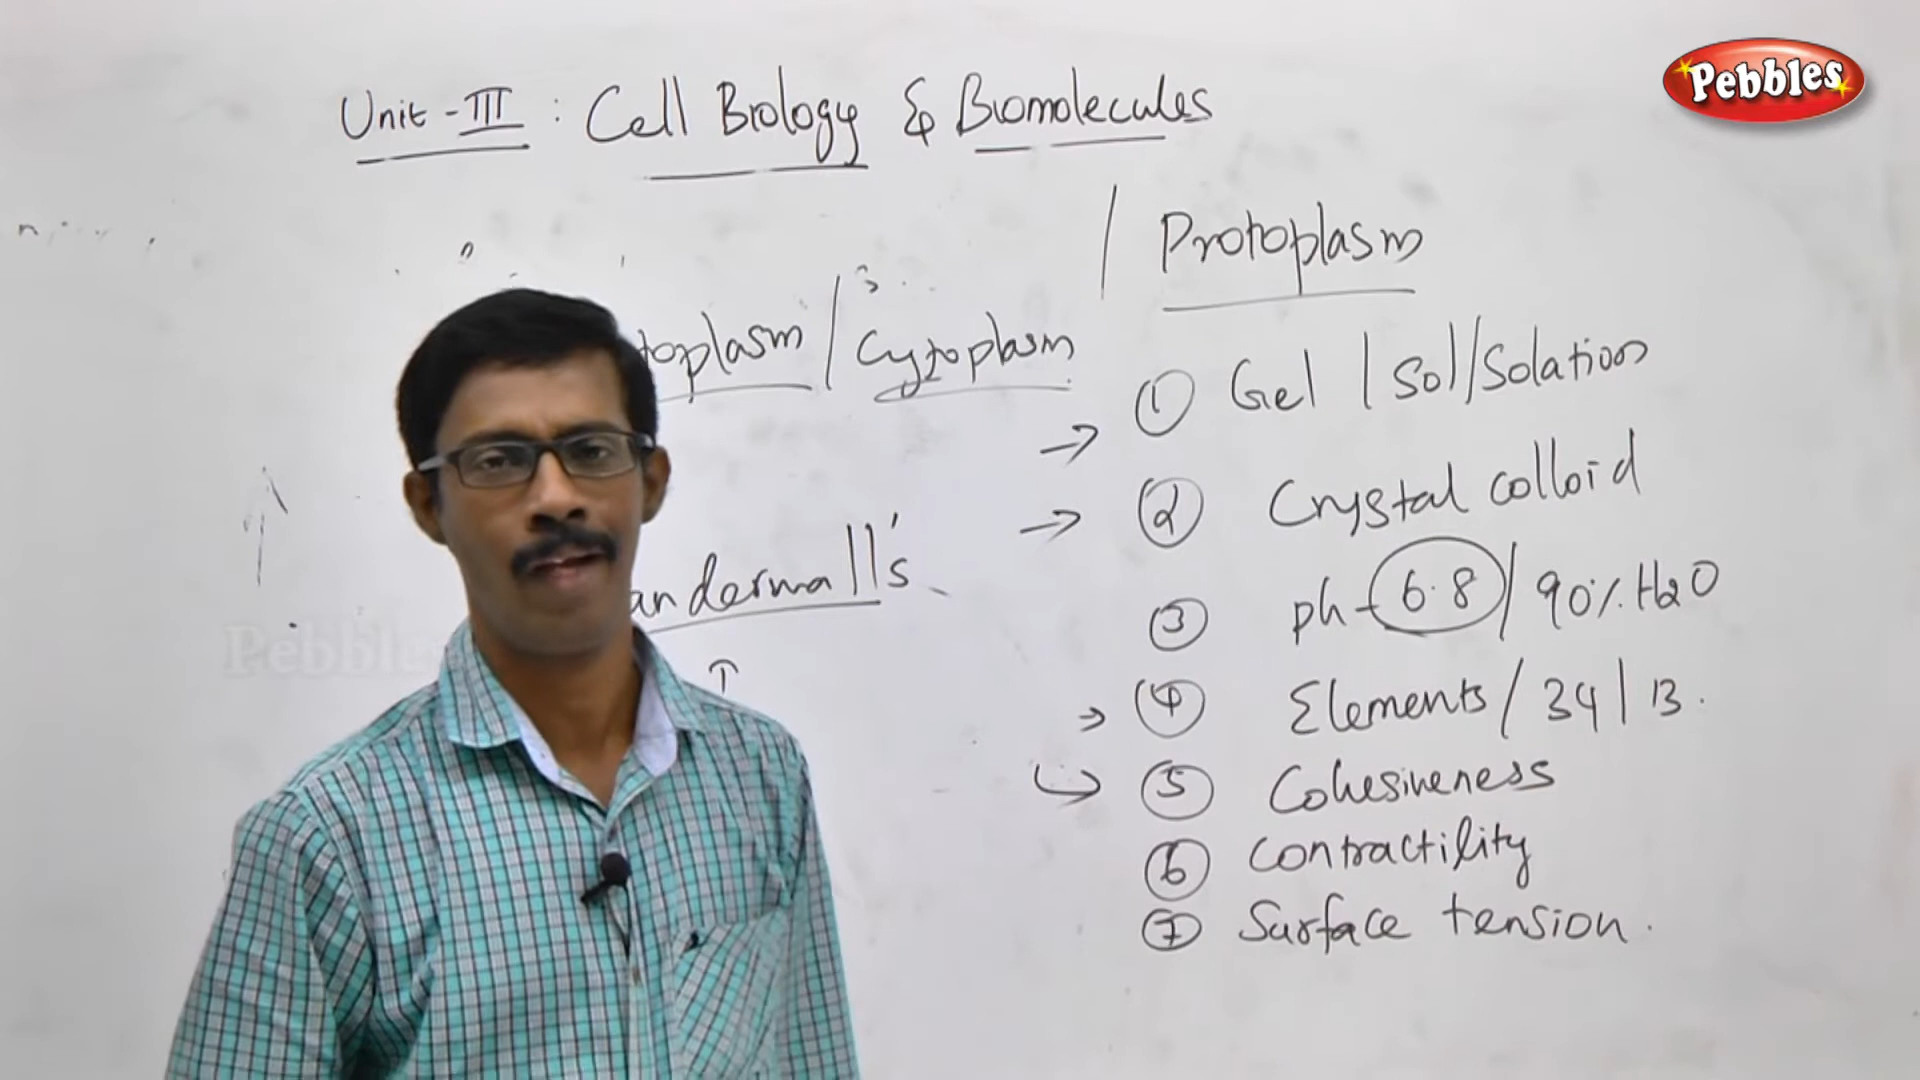 Pebbles
Unit - III : Cell Biology & Biomolecules
Protoplasm
toplasm / Cytoplasm
andermall's
① Gel / Sol/Solation
② Crystal colloid
③ ph - 6.8 / 90% H2O
④ Elements / 34 / 13.
⑤ Cohesiveness
⑥ Contractility
⑦ Surface tension.
Pebbles